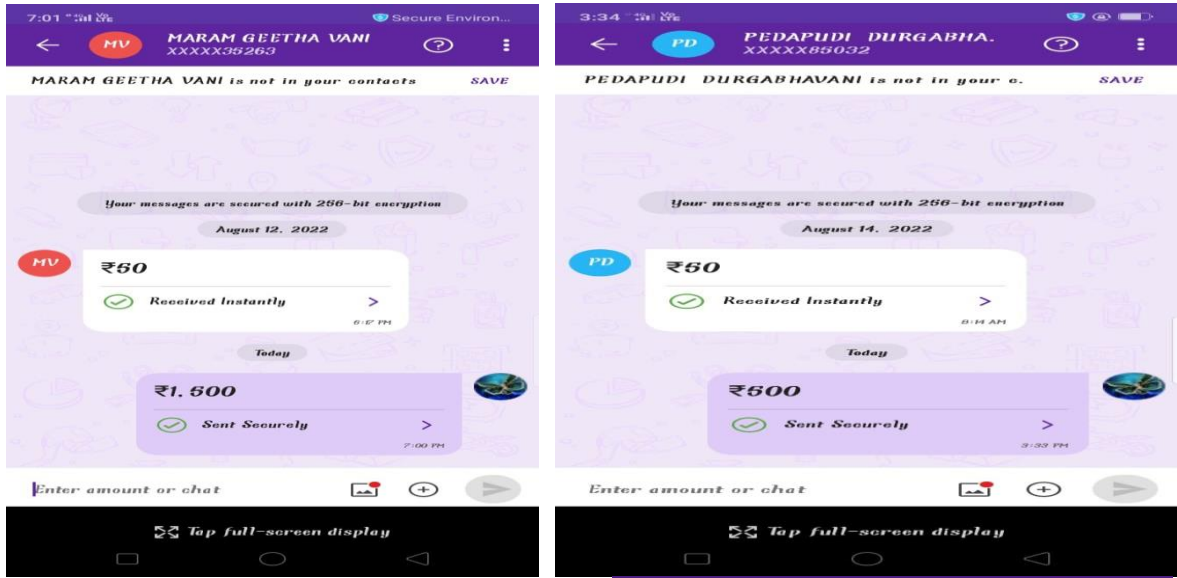 7:01
Secure Environ...
MV
MARAM GEETHA VANI
XXXXX35263
MARAM GEETHA VANI is not in your contacts SAVE
Your messages are secured with 256-bit encryption
August 12, 2022
MV
₹50
Received Instantly >
PM
Today
₹1,500
Sent Securely >
7:00 PM
Enter amount or chat
Tap full-screen display
3:34
PD
PEDAPUDI DURGABHA.
XXXXX85032
PEDAPUDI DURGABHAVANI is not in your c. SAVE
Your messages are secured with 256-bit encryption
August 14, 2022
PD
₹50
Received Instantly >
8:14 AM
Today
₹500
Sent Securely >
3:33 PM
Enter amount or chat
Tap full-screen display